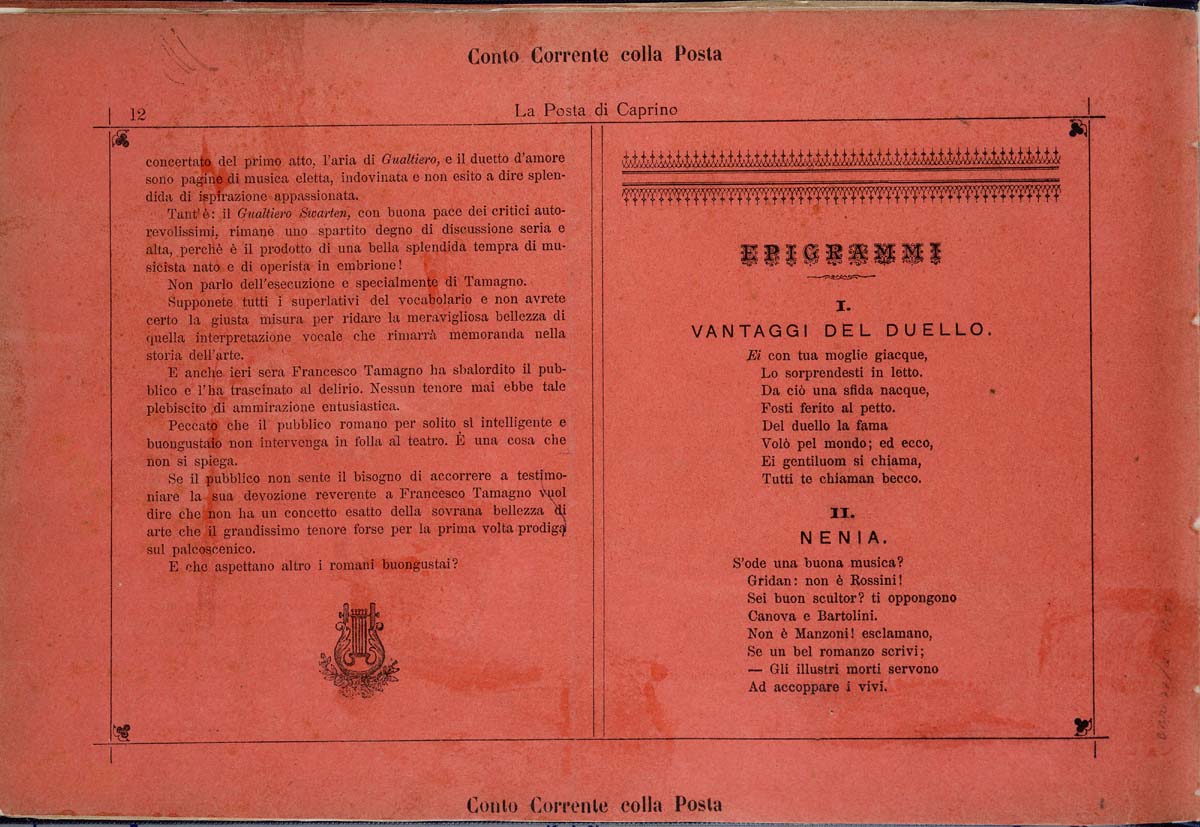 Conto Corrente colla Posta
12
La Posta di Caprino
concertato del primo atto, l'aria di Gualtiero, e il duetto d'amore
sono pagine di musica eletta, indovinata e non esito a dire splen-
dida di ispirazione appassionata.
Tant'è: il Gualtiero Swarten, con buona pace dei critici auto-
revolissimi, rimane uno spartito degno di discussione seria e
alta, perchè è il prodotto di una bella splendida tempra di mu-
sicista nato e di operista in embrione!
Non parlo dell'esecuzione e specialmente di Tamagno.
Supponete tutti i superlativi del vocabolario e non avrete
certo la giusta misura per ridare la meravigliosa bellezza di
quella interpretazione vocale che rimarrà memoranda nella
storia dell'arte.
E anche ieri sera Francesco Tamagno ha sbalordito il pub-
blico e l'ha trascinato al delirio. Nessun tenore mai ebbe tale
plebiscito di ammirazione entusiastica.
Peccato che il pubblico romano per solito sì intelligente e
buongustaio non intervenga in folla al teatro. È una cosa che
non si spiega.
Se il pubblico non sente il bisogno di accorrere a testimo-
niare la sua devozione reverente a Francesco Tamagno vuol
dire che non ha un concetto esatto della sovrana bellezza di
arte che il grandissimo tenore forse per la prima volta prodiga
sul palcoscenico.
E che aspettano altro i romani buongustai?
EPIGRAMMI
I.
VANTAGGI DEL DUELLO.
Ei con tua moglie giacque,
Lo sorprendesti in letto.
Da ciò una sfida nacque,
Fosti ferito al petto.
Del duello la fama
Volò pel mondo; ed ecco,
Ei gentiluom si chiama,
Tutti te chiaman becco.
II.
NENIA.
S'ode una buona musica?
Gridan: non è Rossini!
Sei buon scultor? ti oppongono
Canova e Bartolini.
Non è Manzoni! esclamano,
Se un bel romanzo scrivi;
— Gli illustri morti servono
Ad accoppare i vivi.
Conto Corrente colla Posta